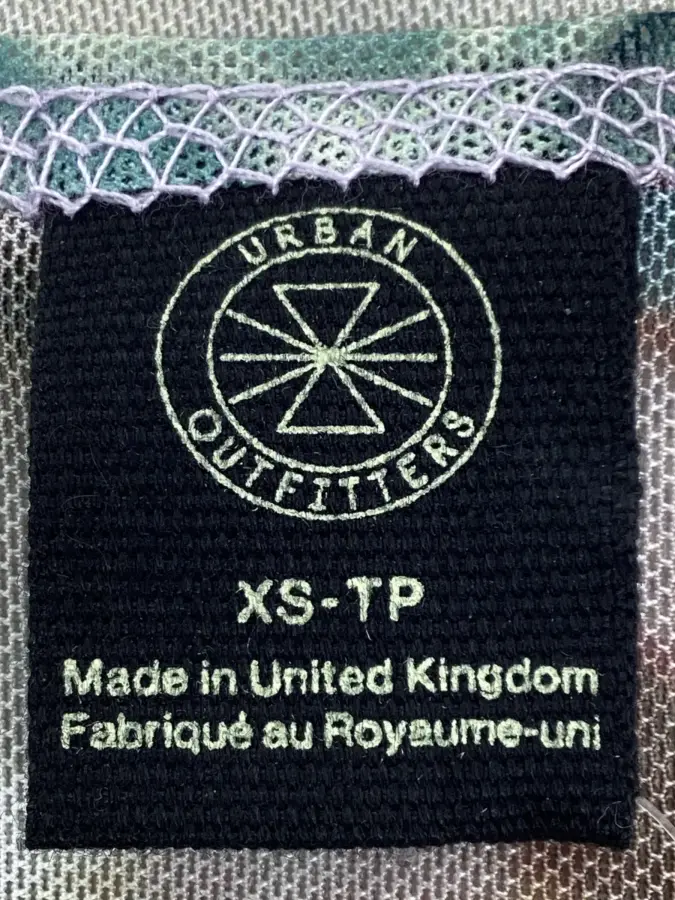 URBAN
OUTFITTERS
XS-TP
Made in United Kingdom
Fabriqué au Royaume-uni